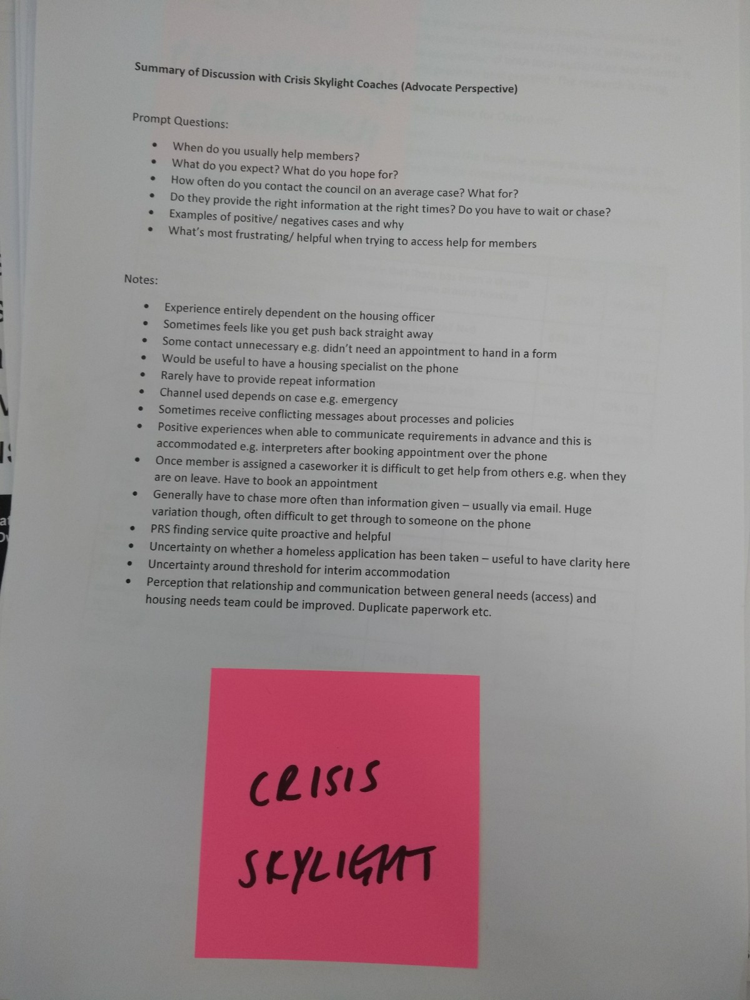 Summary of Discussion with Crisis Skylight Coaches (Advocate Perspective)
Prompt Questions:
• When do you usually help members?
• What do you expect? What do you hope for?
• How often do you contact the council on an average case? What for?
• Do they provide the right information at the right times? Do you have to wait or chase?
• Examples of positive/ negatives cases and why
• What's most frustrating/ helpful when trying to access help for members
Notes:
• Experience entirely dependent on the housing officer
• Sometimes feels like you get push back straight away
• Some contact unnecessary e.g. didn't need an appointment to hand in a form
• Would be useful to have a housing specialist on the phone
• Rarely have to provide repeat information
• Channel used depends on case e.g. emergency
• Sometimes receive conflicting messages about processes and policies
• Positive experiences when able to communicate requirements in advance and this is
accommodated e.g. interpreters after booking appointment over the phone
• Once member is assigned a caseworker it is difficult to get help from others e.g. when they
are on leave. Have to book an appointment
• Generally have to chase more often than information given – usually via email. Huge
variation though, often difficult to get through to someone on the phone
• PRS finding service quite proactive and helpful
• Uncertainty on whether a homeless application has been taken – useful to have clarity here
• Uncertainty around threshold for interim accommodation
• Perception that relationship and communication between general needs (access) and
housing needs team could be improved. Duplicate paperwork etc.
CRISIS
SKYLIGHT